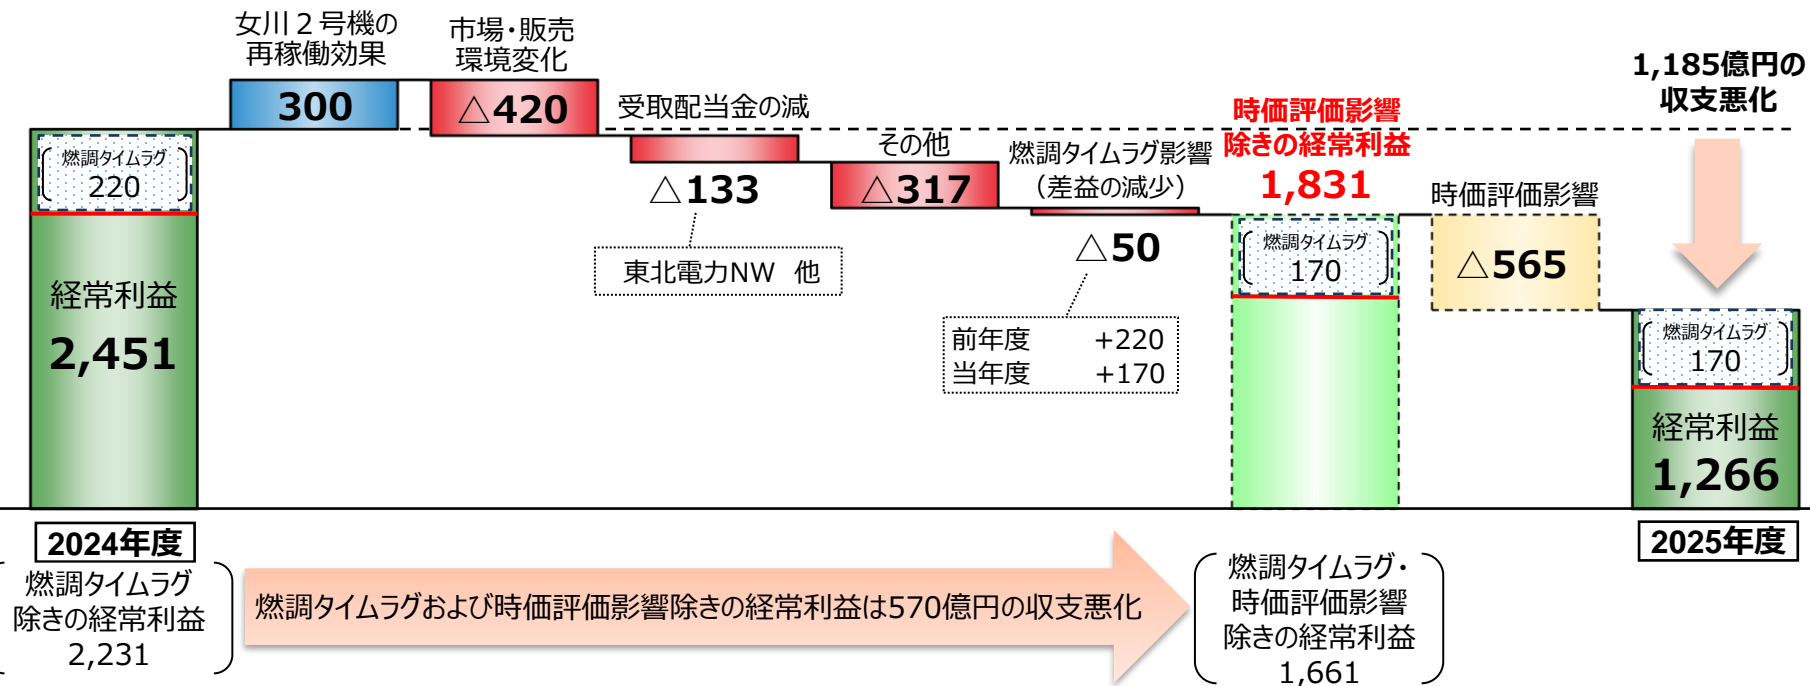 女川２号機の
再稼働効果
300
市場・販売
環境変化
△420
受取配当金の減
△133
東北電力NW 他
その他
△317
燃調タイムラグ影響
（差益の減少）
△50
前年度 +220
当年度 +170
時価評価影響
除きの経常利益
1,831
燃調タイムラグ
170
時価評価影響
△565
1,185億円の
収支悪化
燃調タイムラグ
220
経常利益
2,451
燃調タイムラグ
170
経常利益
1,266
2024年度
2025年度
燃調タイムラグ
除きの経常利益
2,231
燃調タイムラグおよび時価評価影響除きの経常利益は570億円の収支悪化
燃調タイムラグ・
時価評価影響
除きの経常利益
1,661